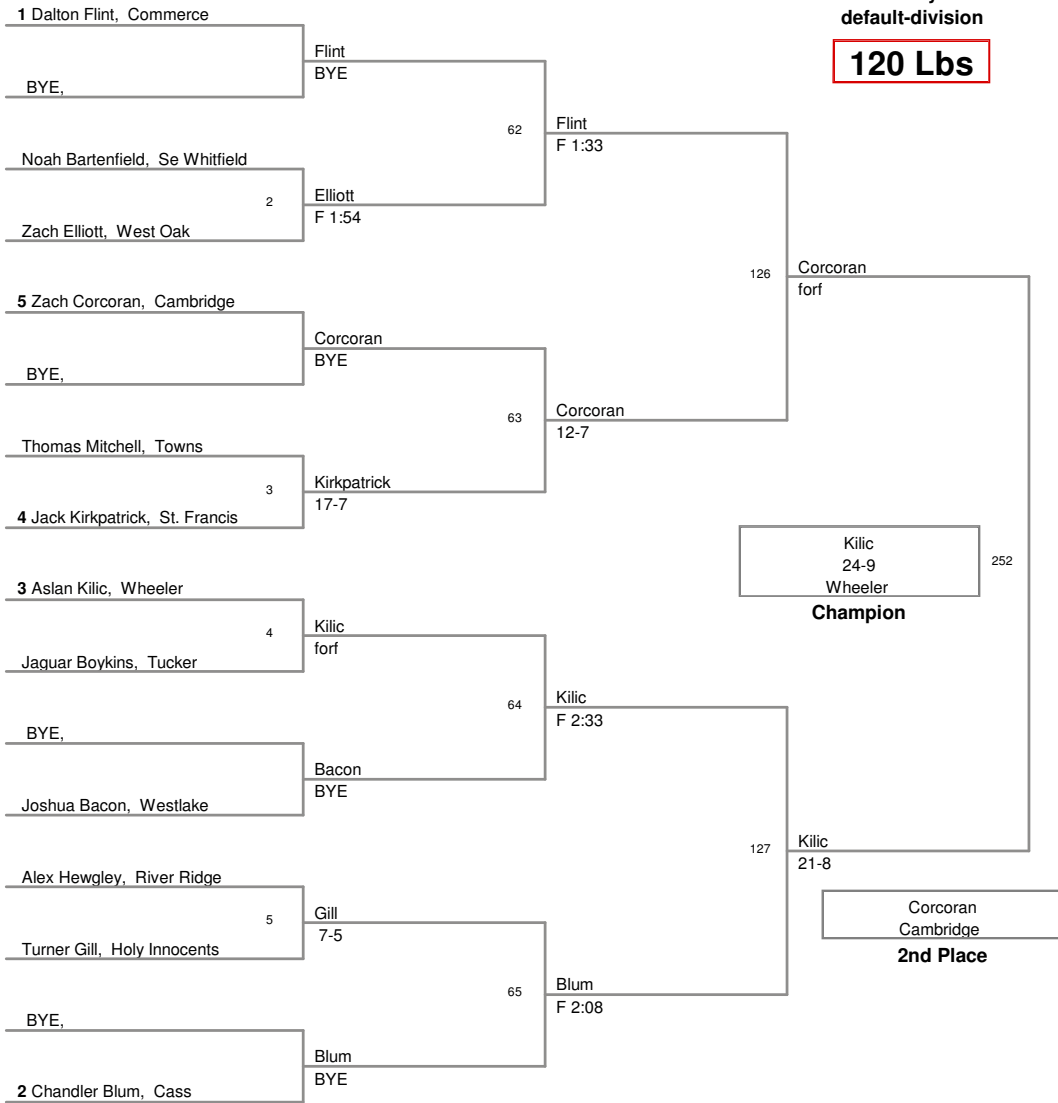 default-division
120 Lbs
1 Dalton Flint, Commerce
Flint
BYE
BYE,
62
Flint
F 1:33
Noah Bartenfield, Se Whitfield
2
Elliott
F 1:54
Zach Elliott, West Oak
126
Corcoran
forf
5 Zach Corcoran, Cambridge
Corcoran
BYE
BYE,
63
Corcoran
12-7
Thomas Mitchell, Towns
3
Kirkpatrick
17-7
4 Jack Kirkpatrick, St. Francis
Kilic
24-9
Wheeler
252
Champion
3 Aslan Kilic, Wheeler
4
Kilic
forf
Jaguar Boykins, Tucker
64
Kilic
F 2:33
BYE,
Bacon
BYE
Joshua Bacon, Westlake
127
Kilic
21-8
Alex Hewgley, River Ridge
5
Gill
7-5
Turner Gill, Holy Innocents
Corcoran
Cambridge
2nd Place
65
Blum
F 2:08
BYE,
Blum
BYE
2 Chandler Blum, Cass